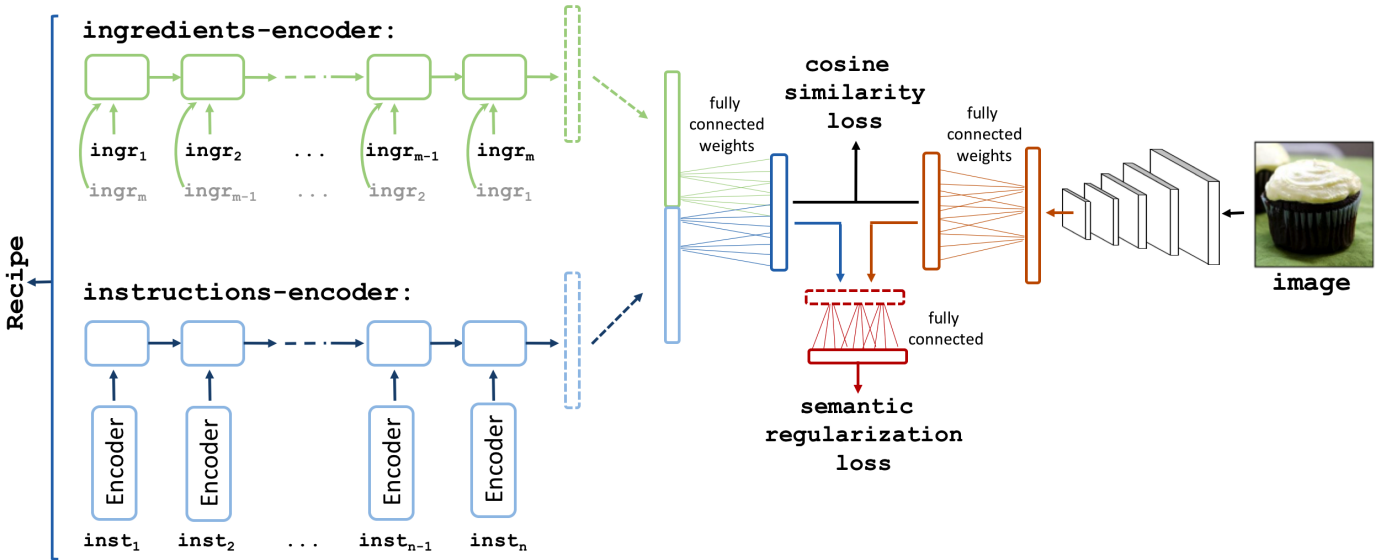 ingredients-encoder:
ingr1 ingr2 ... ingrm-1 ingrm
ingrm ingrm-1 ... ingr2 ingr1
Recipe
instructions-encoder:
Encoder Encoder Encoder Encoder
inst1 inst2 ... instn-1 instn
fully
connected
weights
cosine
similarity
loss
fully
connected
weights
image
fully
connected
semantic
regularization
loss